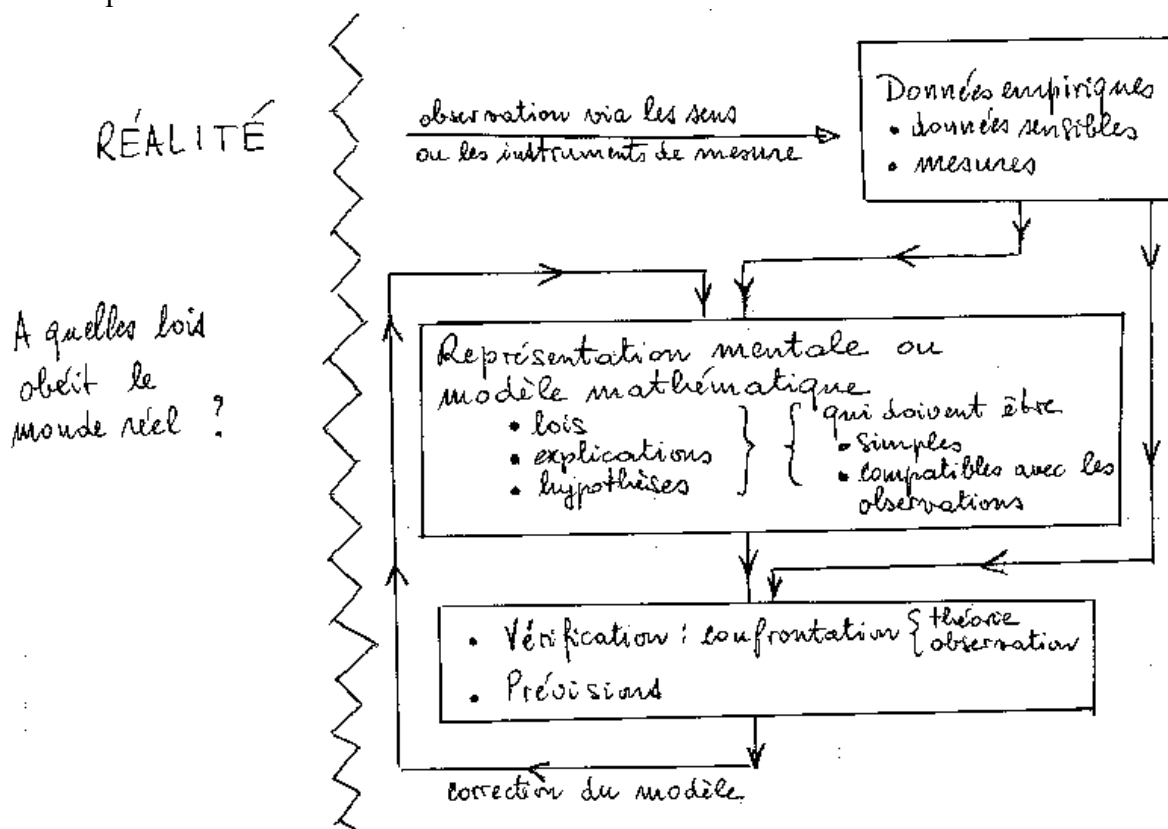 RÉALITÉ
observation via les sens
ou les instruments de mesure
Données empiriques
• données sensibles
• mesures
A quelles lois
obéit le
monde réel ?
Représentation mentale ou
modèle mathématique
• lois
• explications
• hypothèses
qui doivent être
• simples
• compatibles avec les
observations
• Vérification : confrontation { théorie
observation
• Prévisions
correction du modèle